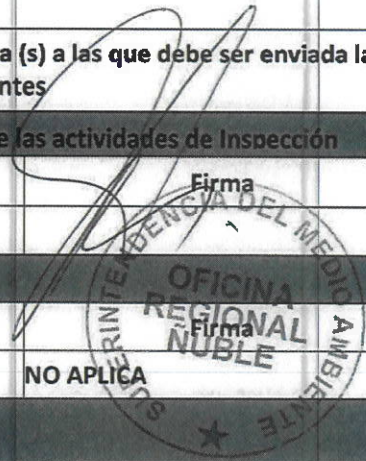 a (s) a las que debe ser enviada la
ntes
e las actividades de Inspección
Firma
SUPERINTENDENCIA DEL MEDIO AMBIENTE
OFICINA
REGIONAL
ÑUBLE
Firma
NO APLICA